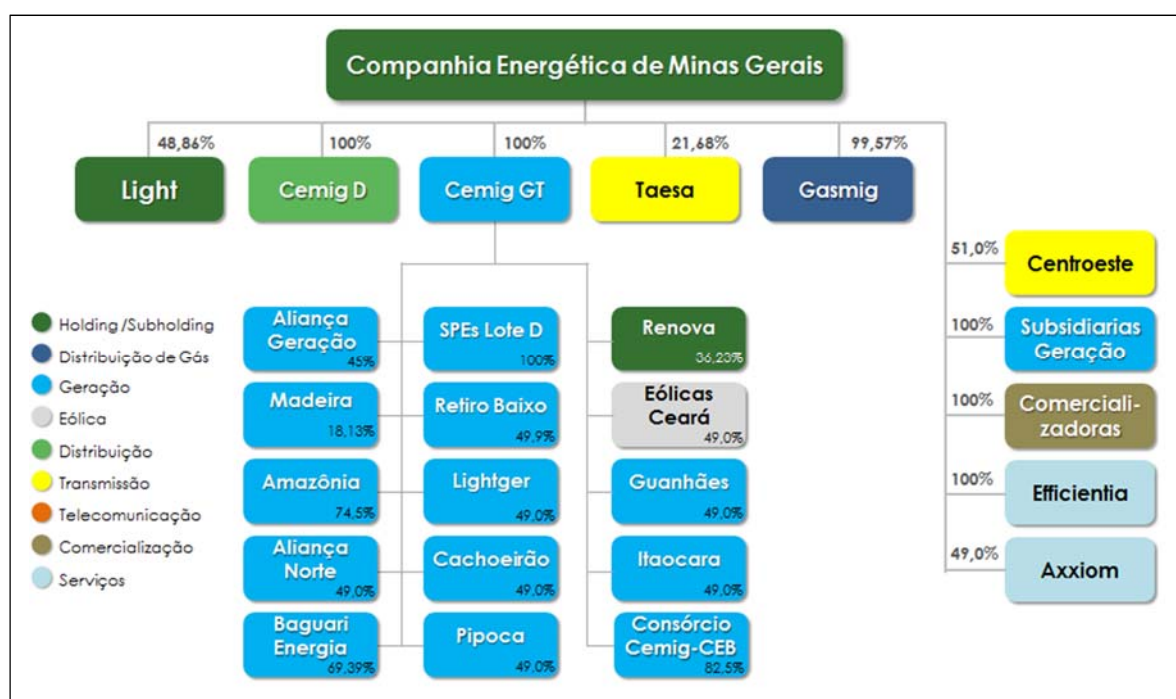 Companhia Energética de Minas Gerais
48,86%
100%
100%
21,68%
99,57%
Light
Cemig D
Cemig GT
Taesa
Gasmig
51,0%
Centroeste
100%
Subsidiarias
Geração
100%
Comerciali-
zadoras
100%
Efficientia
49,0%
Axxiom
Holding/Subholding
Distribuição de Gás
Geração
Eólica
Distribuição
Transmissão
Telecomunicação
Comercialização
Serviços
Aliança
Geração
45%
Madeira
18,13%
Amazônia
74,5%
Aliança
Norte
49,0%
Baguari
Energia
69,39%
SPEs Lote D
100%
Retiro Baixo
49,9%
Lightger
49,0%
Cachoeirão
49,0%
Pipoca
49,0%
Renova
36,23%
Eólicas
Ceará
49,0%
Guanhães
49,0%
Itaocara
49,0%
Consórcio
Cemig-CEB
82,5%